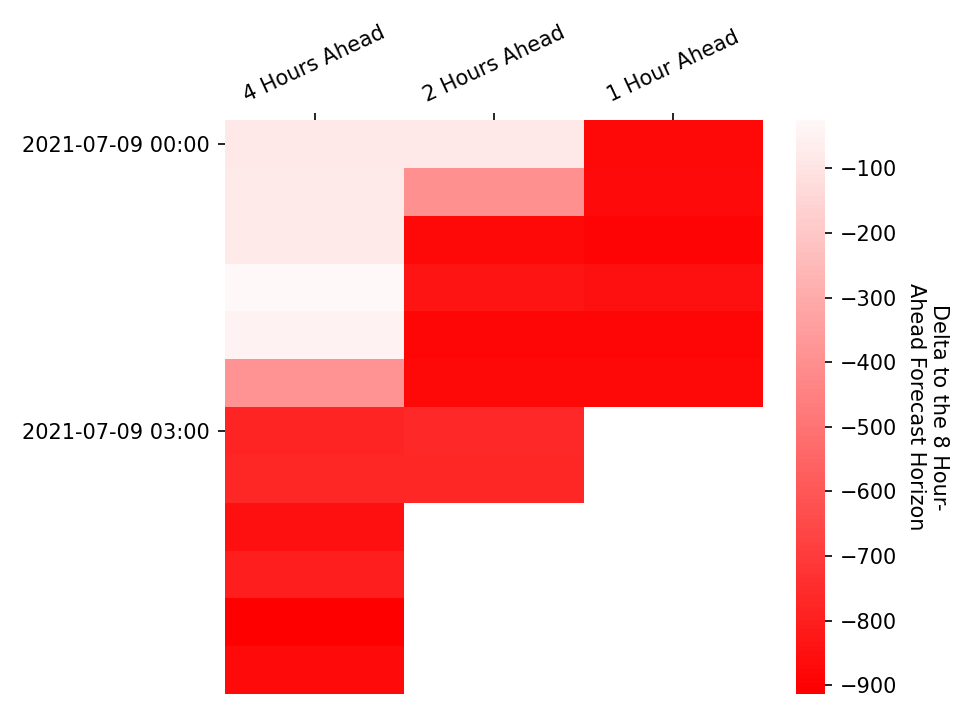 4 Hours Ahead
2 Hours Ahead
1 Hour Ahead
2021-07-09 00:00
2021-07-09 03:00
−100
−200
−300
−400
−500
−600
−700
−800
−900
Delta to the 8 Hour-
Ahead Forecast Horizon